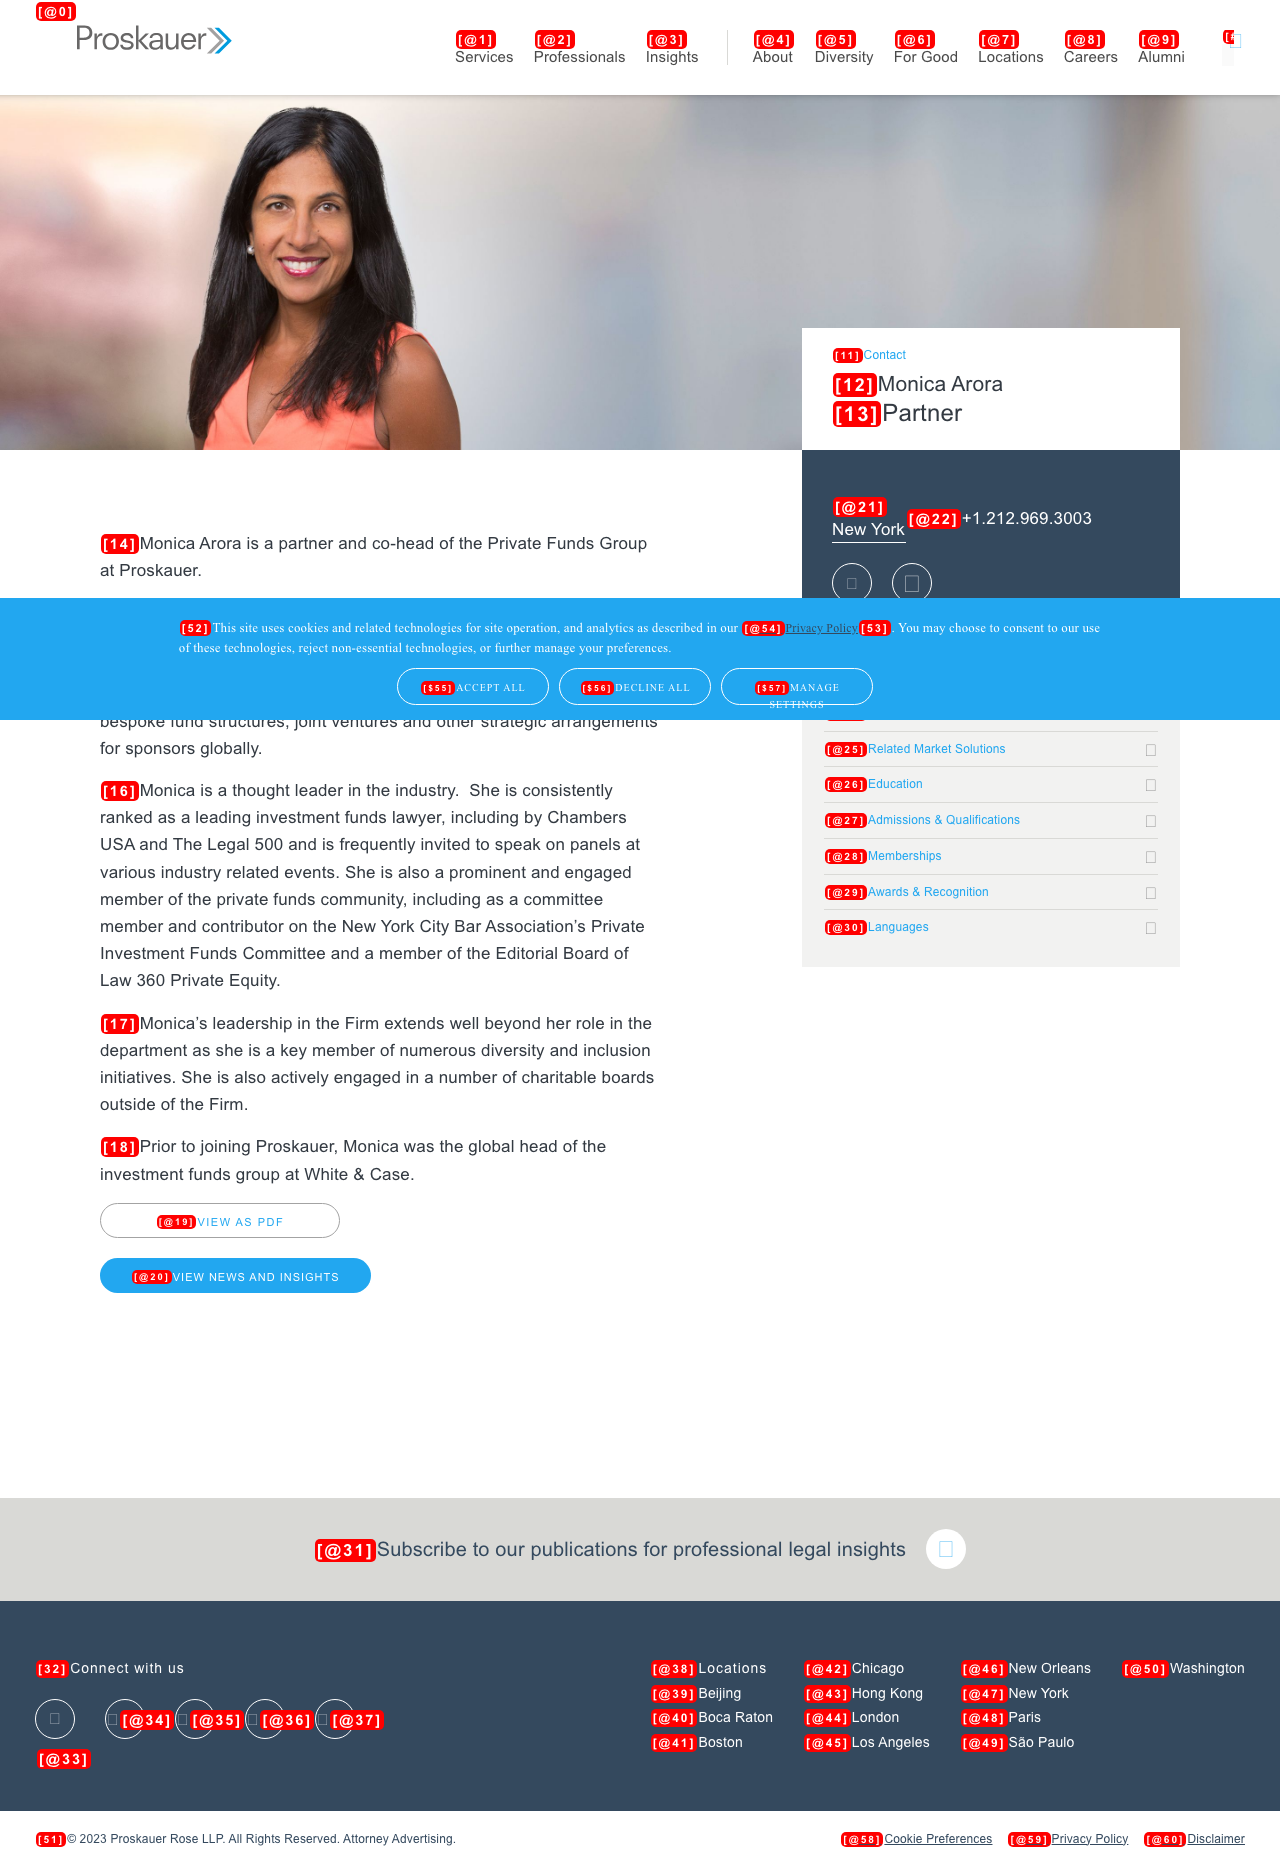 [@0]
Proskauer
[@1] [@2] [@3] [@4] [@5] [@6] [@7] [@8] [@9]
Services Professionals Insights About Diversity For Good Locations Careers Alumni
[11]Contact
[12]Monica Arora
[13]Partner
[@21]
New York [@22]+1.212.969.3003
[14]Monica Arora is a partner and co-head of the Private Funds Group
at Proskauer.
[52]This site uses cookies and related technologies for site operation, and analytics as described in our [@54]Privacy Policy[53]. You may choose to consent to our use
of these technologies, reject non-essential technologies, or further manage your preferences.
[$55]ACCEPT ALL
[$56]DECLINE ALL
[$57]MANAGE
SETTINGS
bespoke fund structures, joint ventures and other strategic arrangements
for sponsors globally.
[16]Monica is a thought leader in the industry.  She is consistently
ranked as a leading investment funds lawyer, including by Chambers
USA and The Legal 500 and is frequently invited to speak on panels at
various industry related events. She is also a prominent and engaged
member of the private funds community, including as a committee
member and contributor on the New York City Bar Association’s Private
Investment Funds Committee and a member of the Editorial Board of
Law 360 Private Equity.
[17]Monica’s leadership in the Firm extends well beyond her role in the
department as she is a key member of numerous diversity and inclusion
initiatives. She is also actively engaged in a number of charitable boards
outside of the Firm.
[18]Prior to joining Proskauer, Monica was the global head of the
investment funds group at White & Case.
[@19]VIEW AS PDF
[@20]VIEW NEWS AND INSIGHTS
[@25]Related Market Solutions
[@26]Education
[@27]Admissions & Qualifications
[@28]Memberships
[@29]Awards & Recognition
[@30]Languages
[@31]Subscribe to our publications for professional legal insights
[32]Connect with us
[@34] [@35] [@36] [@37]
[@33]
[@38]Locations
[@39]Beijing
[@40]Boca Raton
[@41]Boston
[@42]Chicago
[@43]Hong Kong
[@44]London
[@45]Los Angeles
[@46]New Orleans
[@47]New York
[@48]Paris
[@49]São Paulo
[@50]Washington
[51]© 2023 Proskauer Rose LLP. All Rights Reserved. Attorney Advertising.
[@58]Cookie Preferences [@59]Privacy Policy [@60]Disclaimer